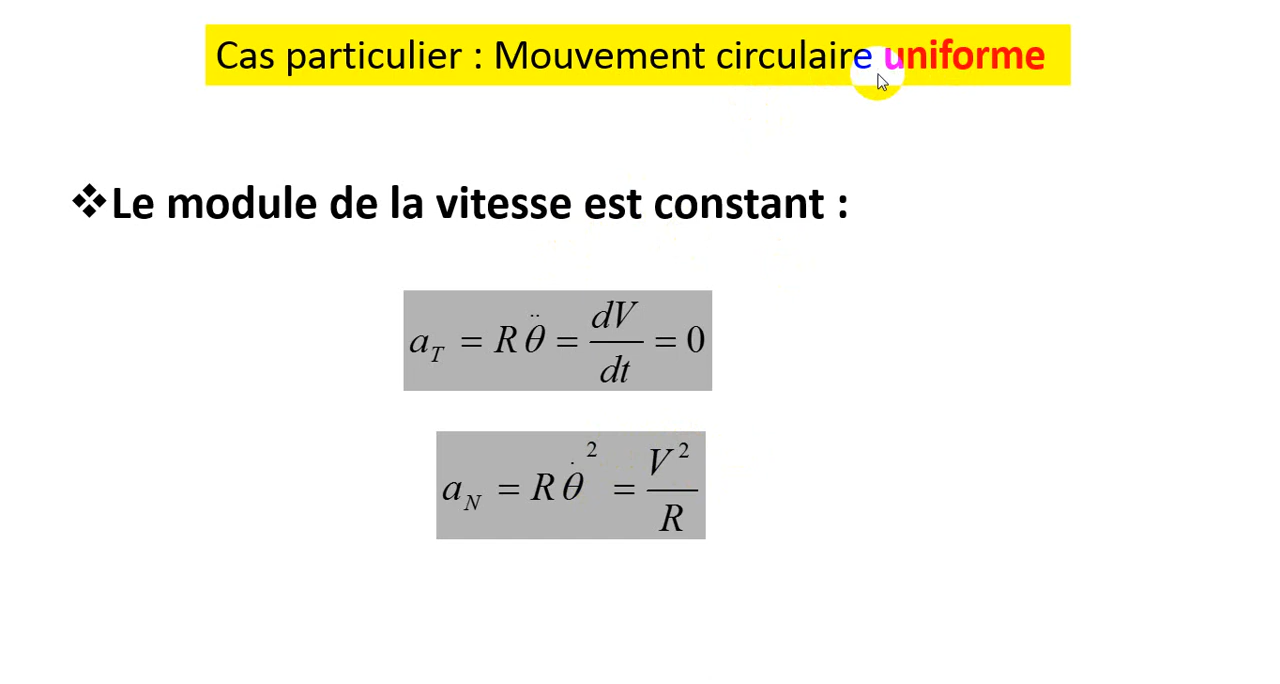 Cas particulier : Mouvement circulaire uniforme
❖Le module de la vitesse est constant :
a_T = R θ̈ = dV/dt = 0
a_N = R θ̇² = V²/R